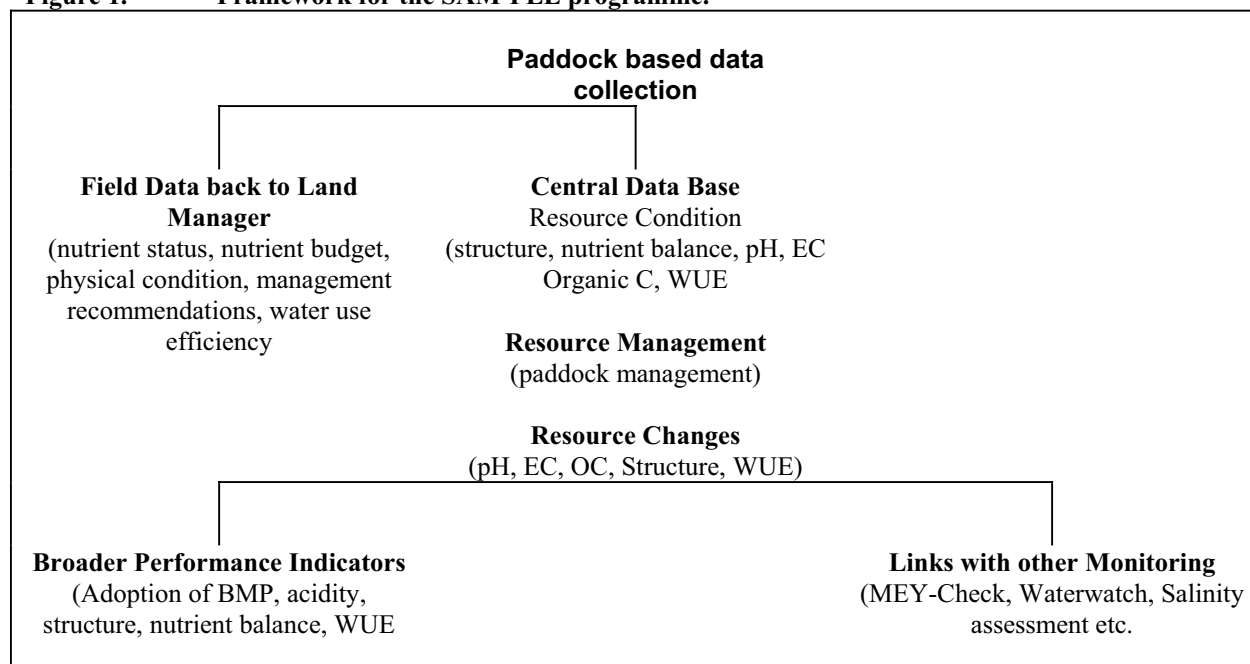 Figure 1. Framework for the SAM-PLE programme.
Paddock based data
collection
Field Data back to Land
Manager
(nutrient status, nutrient budget,
physical condition, management
recommendations, water use
efficiency
Central Data Base
Resource Condition
(structure, nutrient balance, pH, EC
Organic C, WUE
Resource Management
(paddock management)
Resource Changes
(pH, EC, OC, Structure, WUE)
Broader Performance Indicators
(Adoption of BMP, acidity,
structure, nutrient balance, WUE
Links with other Monitoring
(MEY-Check, Waterwatch, Salinity
assessment etc.